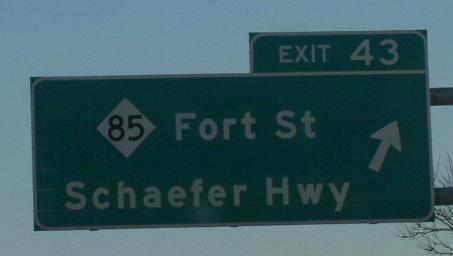 EXIT 43
85 Fort St
Schaefer Hwy